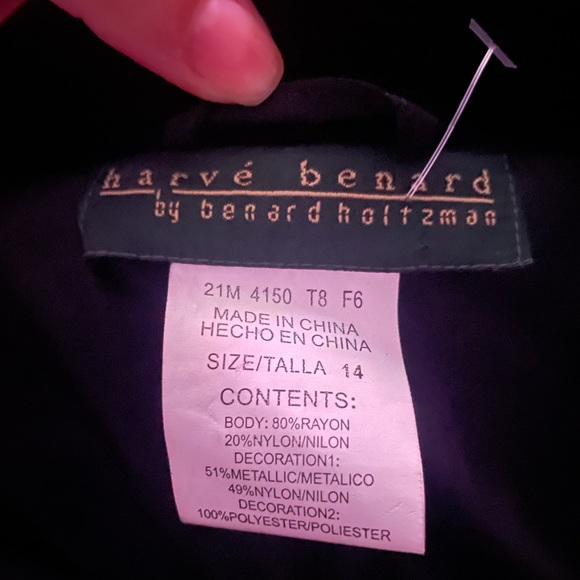 harvé benard
by benard holtzman
21M 4150 T8 F6
MADE IN CHINA
HECHO EN CHINA
SIZE/TALLA 14
CONTENTS:
BODY: 80%RAYON
20%NYLON/NILON
DECORATION1:
51%METALLIC/METALICO
49%NYLON/NILON
DECORATION2:
100%POLYESTER/POLIESTER